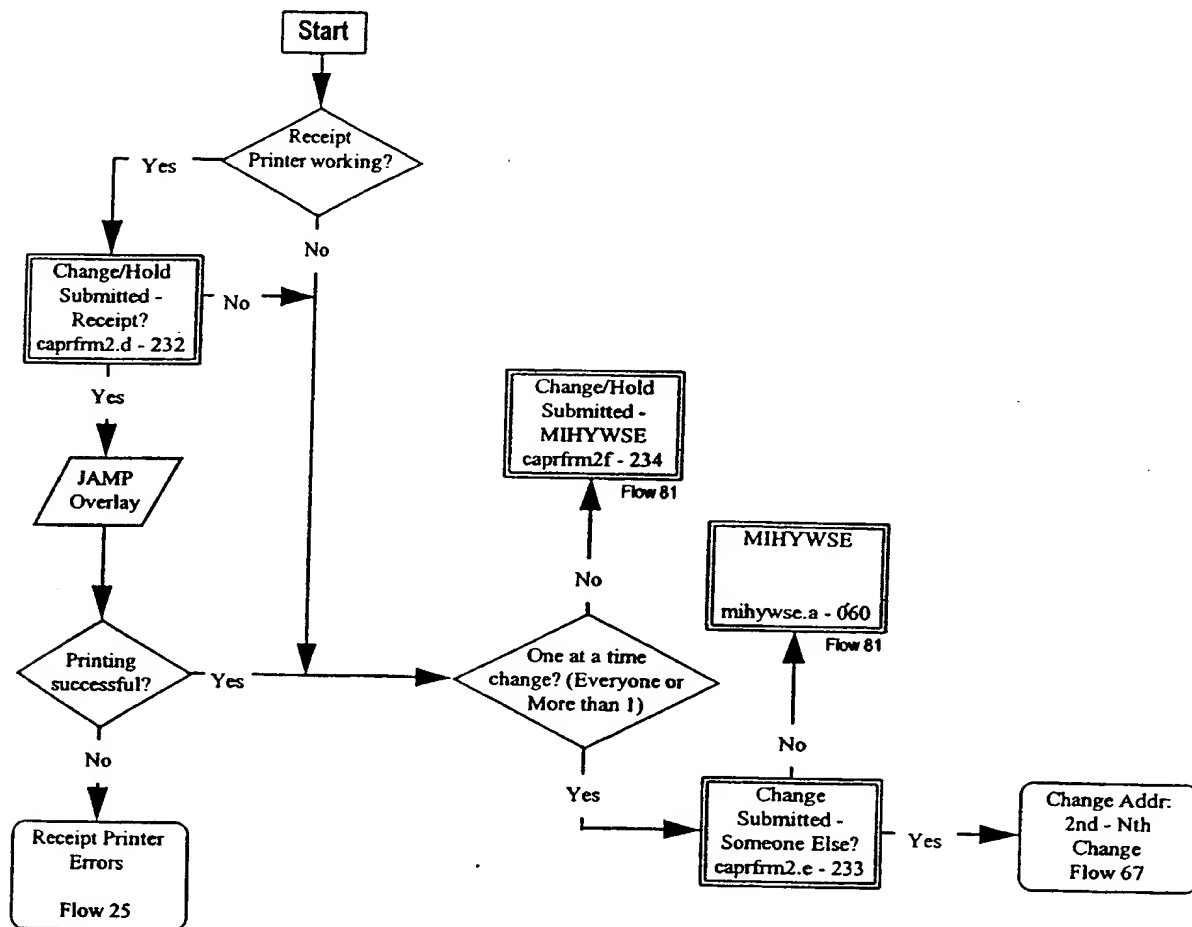 Start
Receipt
Printer working?
Yes
No
Change/Hold
Submitted -
Receipt?
caprfrm2.d - 232
No
Yes
JAMP
Overlay
Printing
successful?
Yes
No
Receipt Printer
Errors
Flow 25
Change/Hold
Submitted -
MIHYWSE
caprfrm2f - 234
Flow 81
No
One at a time
change? (Everyone or
More than 1)
Yes
MIHYWSE
mihywse.a - 060
Flow 81
No
Change
Submitted -
Someone Else?
caprfrm2.e - 233
Yes
Change Addr:
2nd - Nth
Change
Flow 67